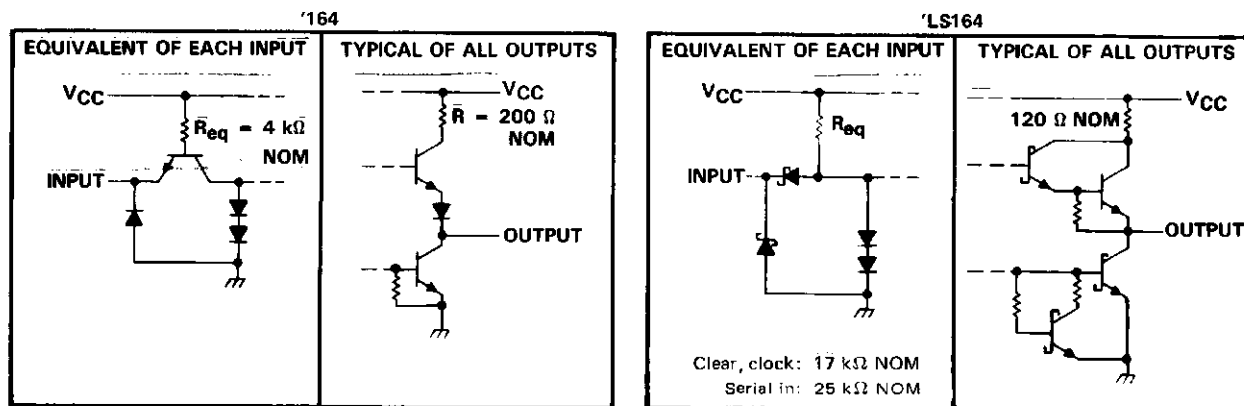 '164
EQUIVALENT OF EACH INPUT
VCC
Req = 4 kΩ
NOM
INPUT
TYPICAL OF ALL OUTPUTS
VCC
R = 200 Ω
NOM
OUTPUT
'LS164
EQUIVALENT OF EACH INPUT
VCC
Req
INPUT
Clear, clock: 17 kΩ NOM
Serial in: 25 kΩ NOM
TYPICAL OF ALL OUTPUTS
VCC
120 Ω NOM
OUTPUT